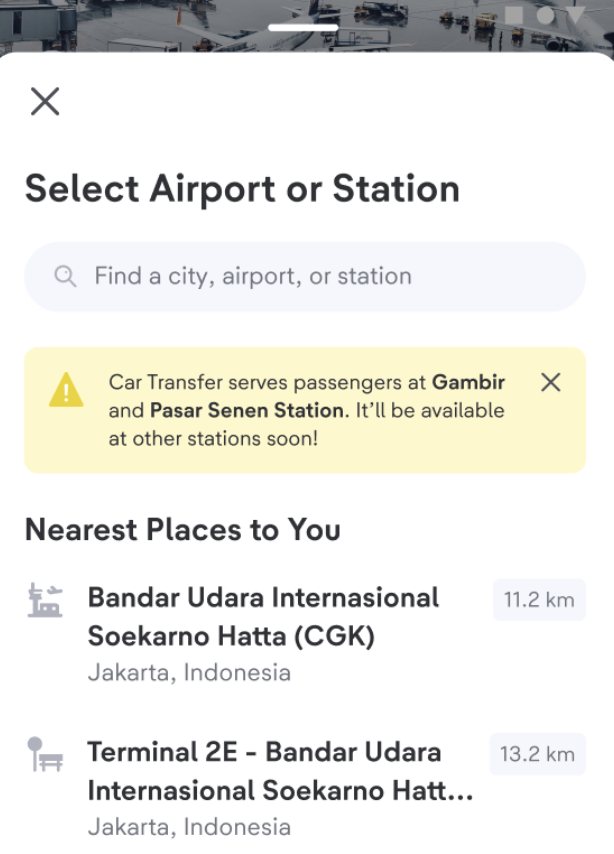 Select Airport or Station
Find a city, airport, or station
Car Transfer serves passengers at Gambir
and Pasar Senen Station. It’ll be available
at other stations soon!
Nearest Places to You
Bandar Udara Internasional
Soekarno Hatta (CGK)
11.2 km
Jakarta, Indonesia
Terminal 2E - Bandar Udara
Internasional Soekarno Hatt...
13.2 km
Jakarta, Indonesia